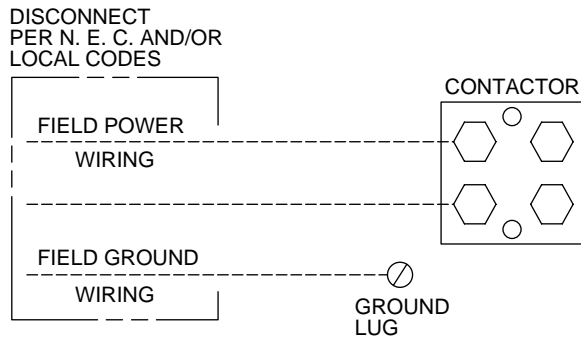 DISCONNECT
PER N. E. C. AND/OR
LOCAL CODES
CONTACTOR
FIELD POWER
WIRING
FIELD GROUND
WIRING
GROUND
LUG